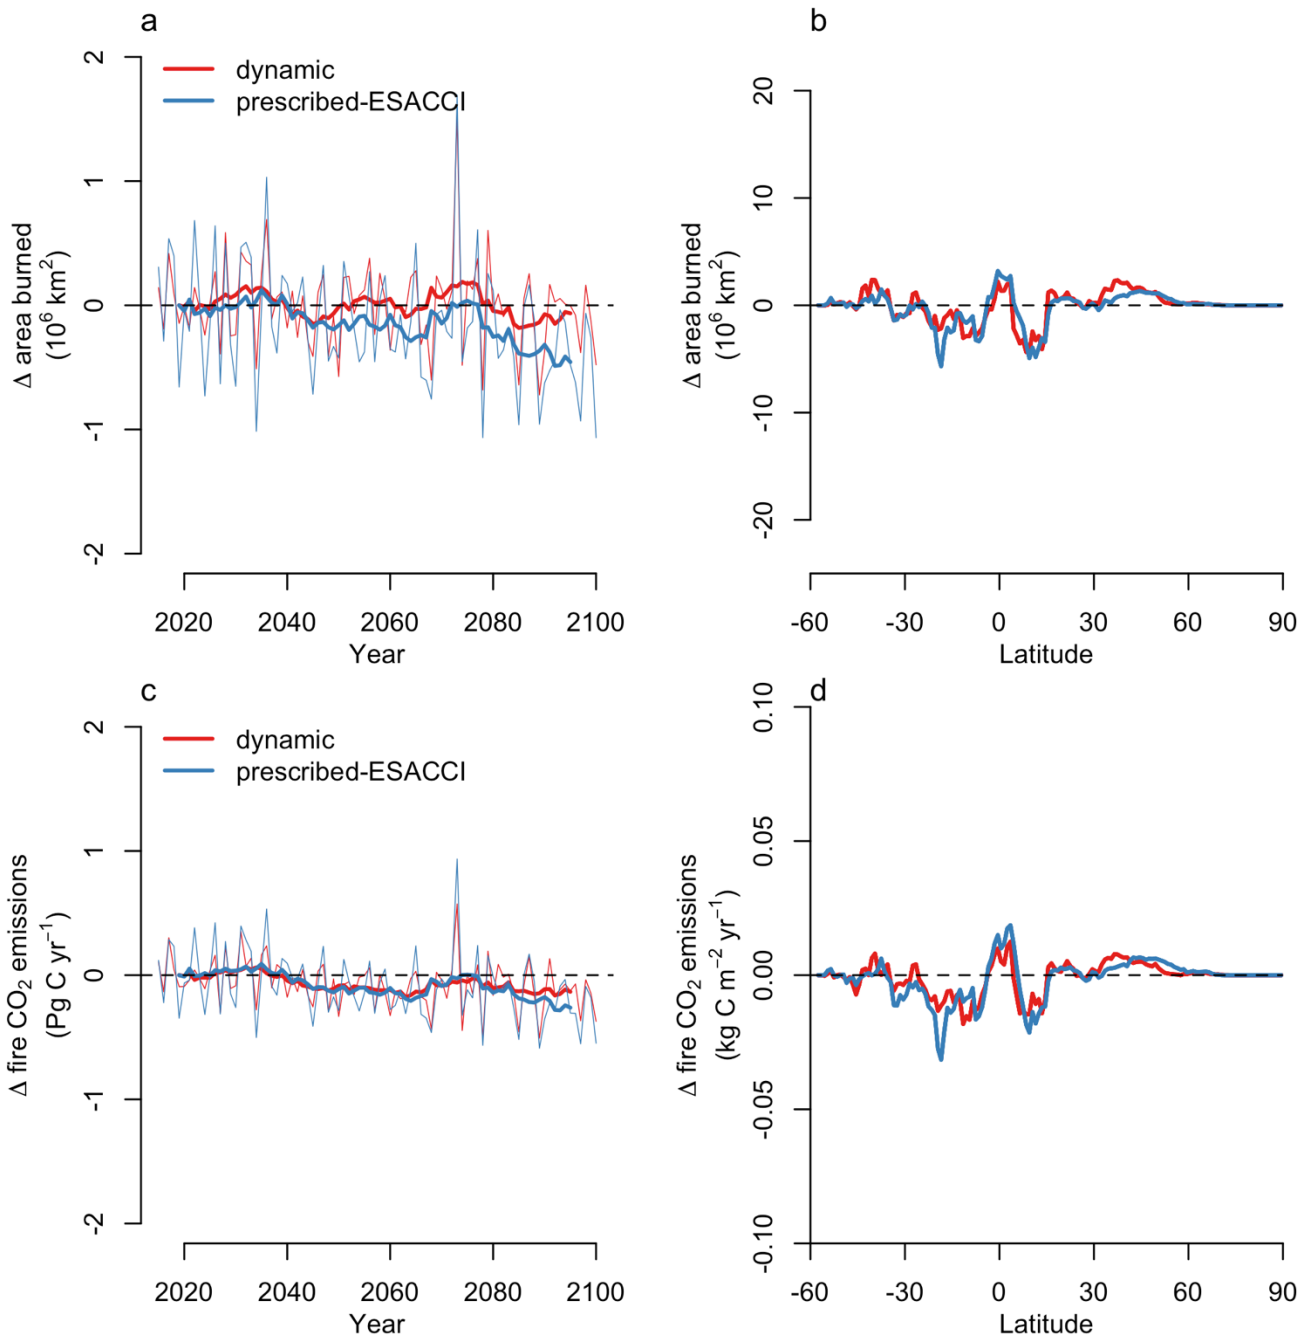 a
2
1
0
-1
-2
Δ area burned
(10⁶ km²)
dynamic
prescribed-ESACCI
2020 2040 2060 2080 2100
Year
b
20
10
0
-10
-20
Δ area burned
(10⁶ km²)
-60 -30 0 30 60 90
Latitude
c
2
1
0
-1
-2
Δ fire CO₂ emissions
(Pg C yr⁻¹)
dynamic
prescribed-ESACCI
2020 2040 2060 2080 2100
Year
d
0.10
0.05
0.00
-0.05
-0.10
Δ fire CO₂ emissions
(kg C m⁻² yr⁻¹)
-60 -30 0 30 60 90
Latitude